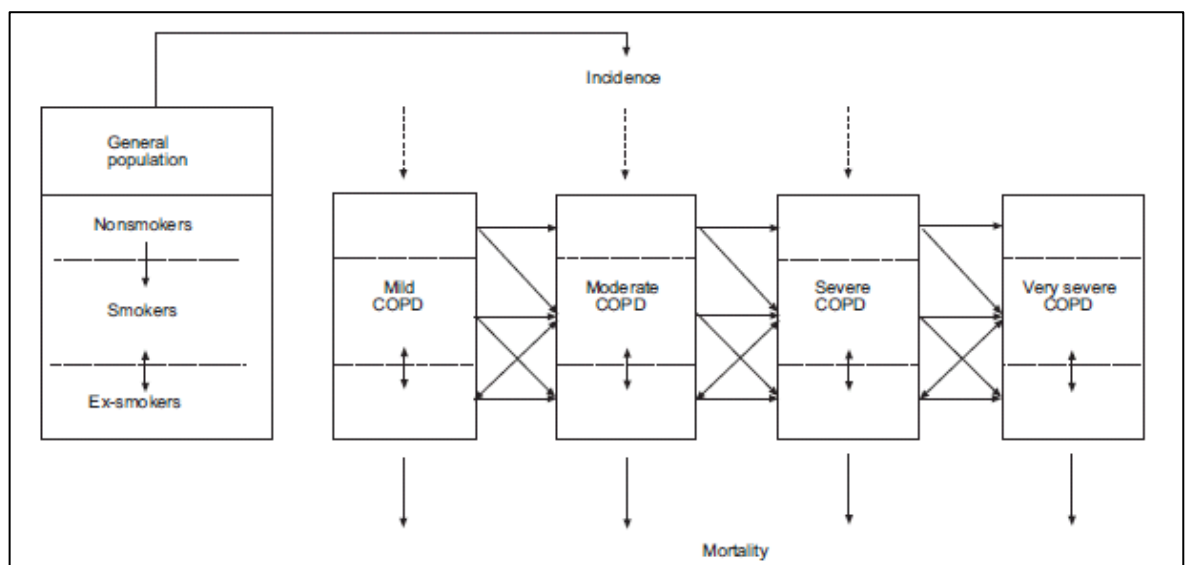 Incidence
General
population
Nonsmokers
Smokers
Ex-smokers
Mild
COPD
Moderate
COPD
Severe
COPD
Very severe
COPD
Mortality